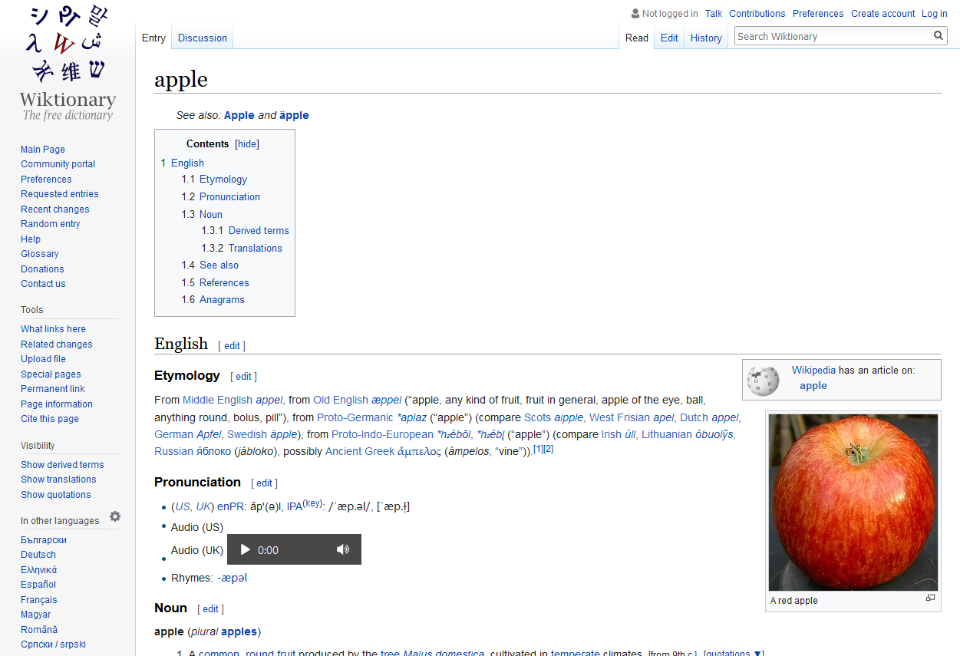 Not logged in Talk Contributions Preferences Create account Log in
Entry Discussion Read Edit History Search Wiktionary
Wiktionary
The free dictionary
Main Page
Community portal
Preferences
Requested entries
Recent changes
Random entry
Help
Glossary
Donations
Contact us
Tools
What links here
Related changes
Upload file
Special pages
Permanent link
Page information
Cite this page
Visibility
Show derived terms
Show translations
Show quotations
In other languages
Български
Deutsch
Ελληνικά
Español
Français
Magyar
Română
Српски / srpski
apple
See also: Apple and äpple
Contents [hide]
1 English
1.1 Etymology
1.2 Pronunciation
1.3 Noun
1.3.1 Derived terms
1.3.2 Translations
1.4 See also
1.5 References
1.6 Anagrams
English [ edit ]
Etymology [ edit ]
From Middle English appel, from Old English æppel (“apple, any kind of fruit, fruit in general, apple of the eye, ball,
anything round, bolus, pill”), from Proto-Germanic *aplaz (“apple”) (compare Scots aipple, West Frisian apel, Dutch appel,
German Apfel, Swedish äpple), from Proto-Indo-European (“apple”) (compare Irish úll, Lithuanian óbuolỹs,
Russian я́блоко (jábloko), possibly Ancient Greek ἄμπελος (ámpelos, “vine”)).[1][2]
Pronunciation [ edit ]
(US, UK) enPR: ăp'(ə)l, IPA(key): /ˈæp.əl/, [ˈæp.ɫ̩]
Audio (US)
Audio (UK) 0:00
Rhymes: -æpəl
Noun [ edit ]
apple (plural apples)
1. A common, round fruit produced by the tree Malus domestica, cultivated in temperate climates. [from 9th c.] [quotations ▼]
Wikipedia has an article on:
apple
A red apple